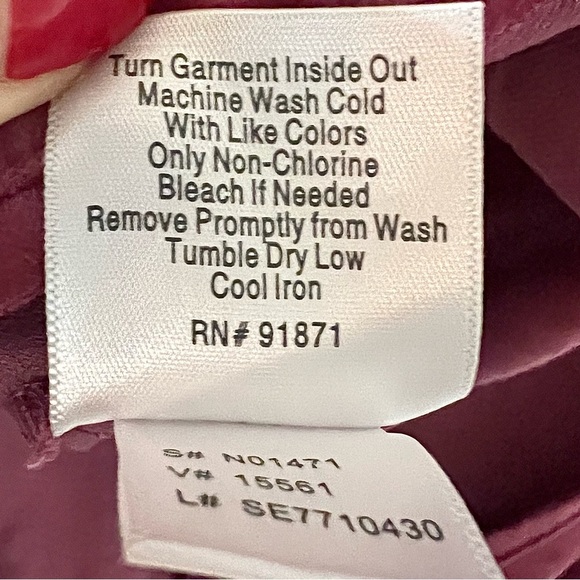 Turn Garment Inside Out
Machine Wash Cold
With Like Colors
Only Non-Chlorine
Bleach If Needed
Remove Promptly from Wash
Tumble Dry Low
Cool Iron
RN# 91871
S# N01471
V# 15561
L# SE7710430